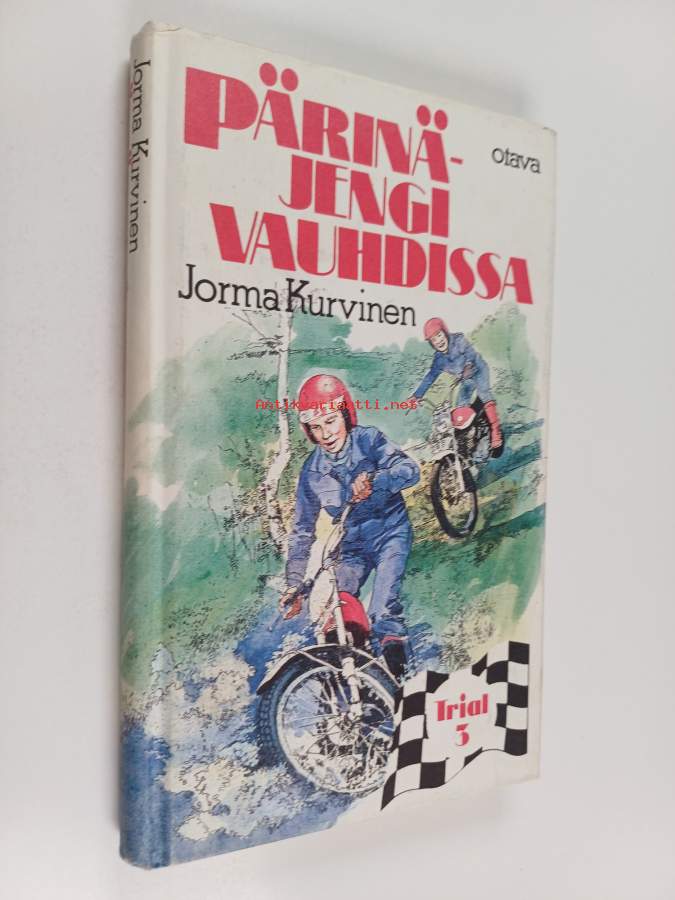 Jorma Kurvinen
PÄRINÄ-
JENGI
VAUHDISSA
otava
Jorma Kurvinen
Antikvariaatti.net
Trial
3